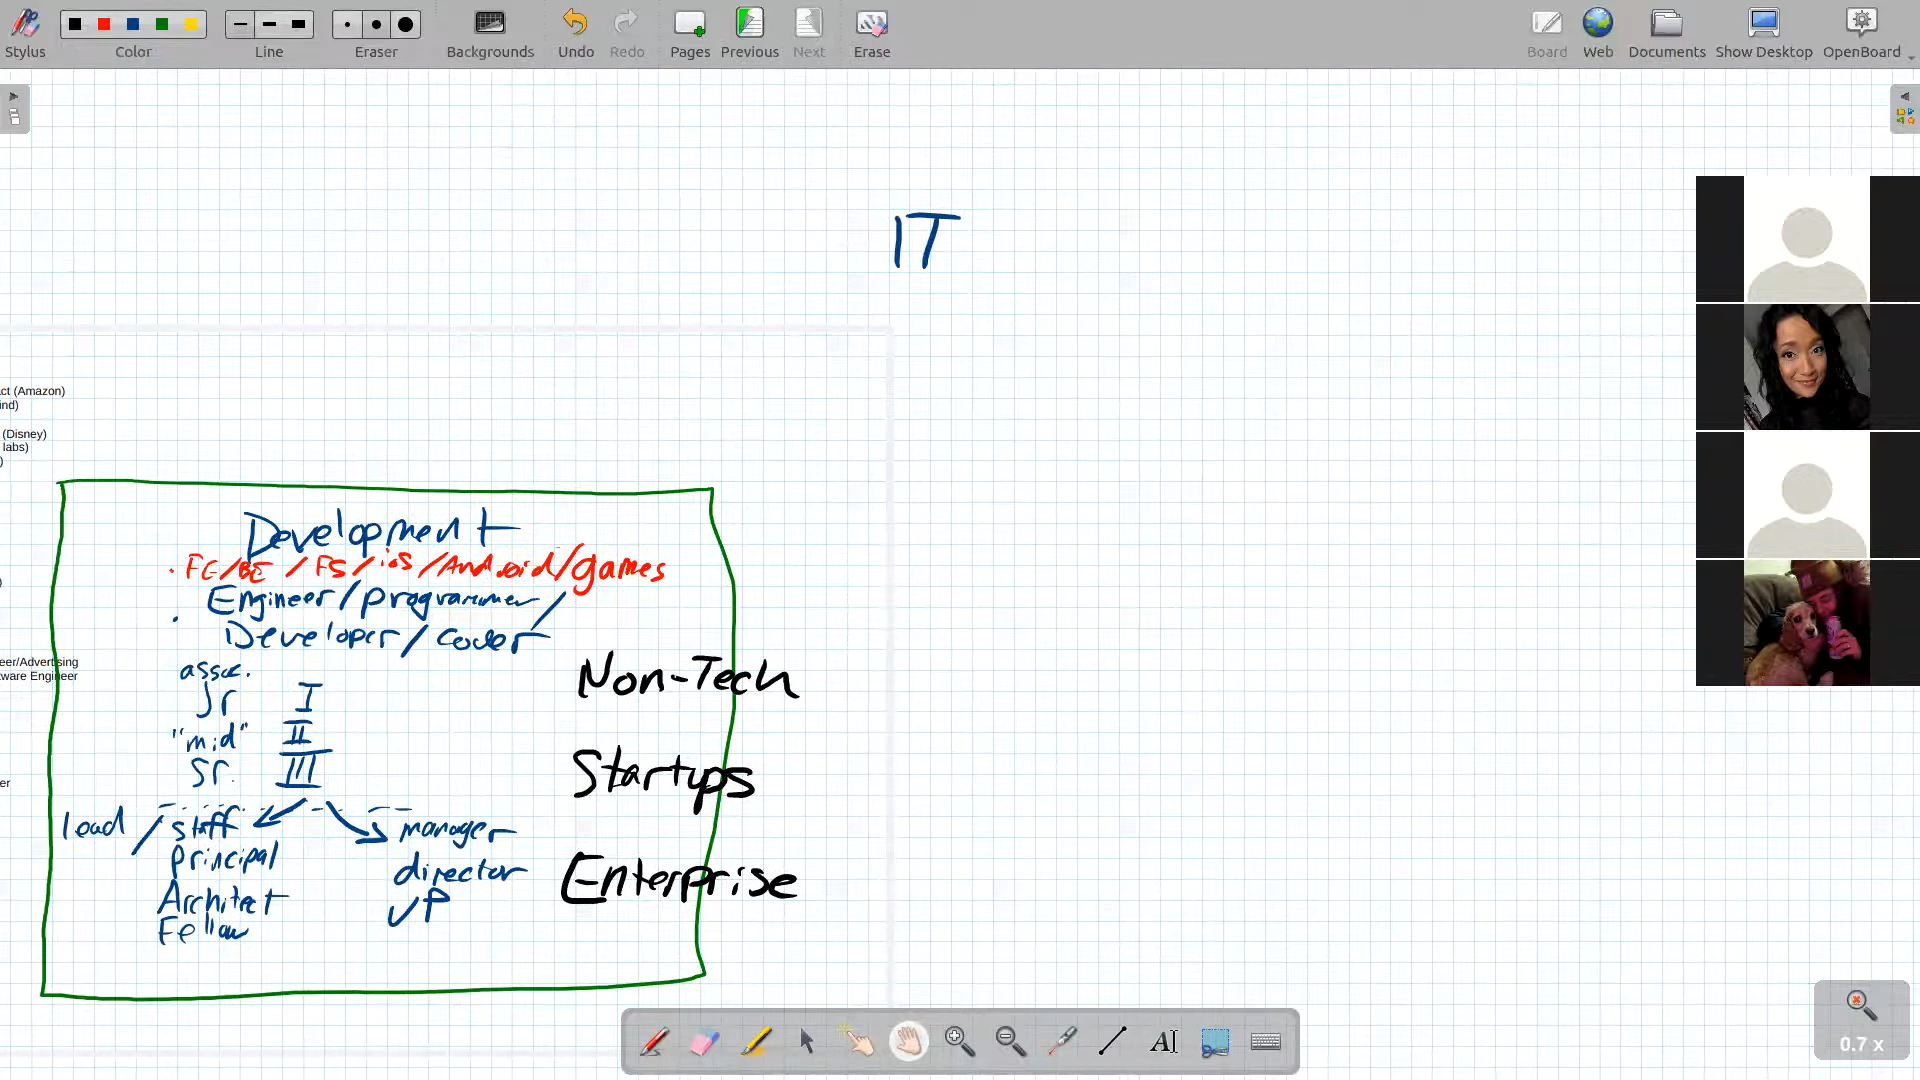 Stylus
Color
Line
Eraser
Backgrounds
Undo
Redo
Pages
Previous
Next
Erase
Board
Web
Documents
Show Desktop
OpenBoard
IT
ct (Amazon)
ind)
(Disney)
labs)
)
)
eer/Advertising
ftware Engineer
er
Development
· FE/BE / FS / iOS / Android / games
· Engineer / programmer /
Developer / coder
assoc.
Jr I
"mid" II
Sr. III
lead / staff
principal
Architect
Fellow
manager
director
VP
Non-Tech
Startups
Enterprise
AI
0.7 x